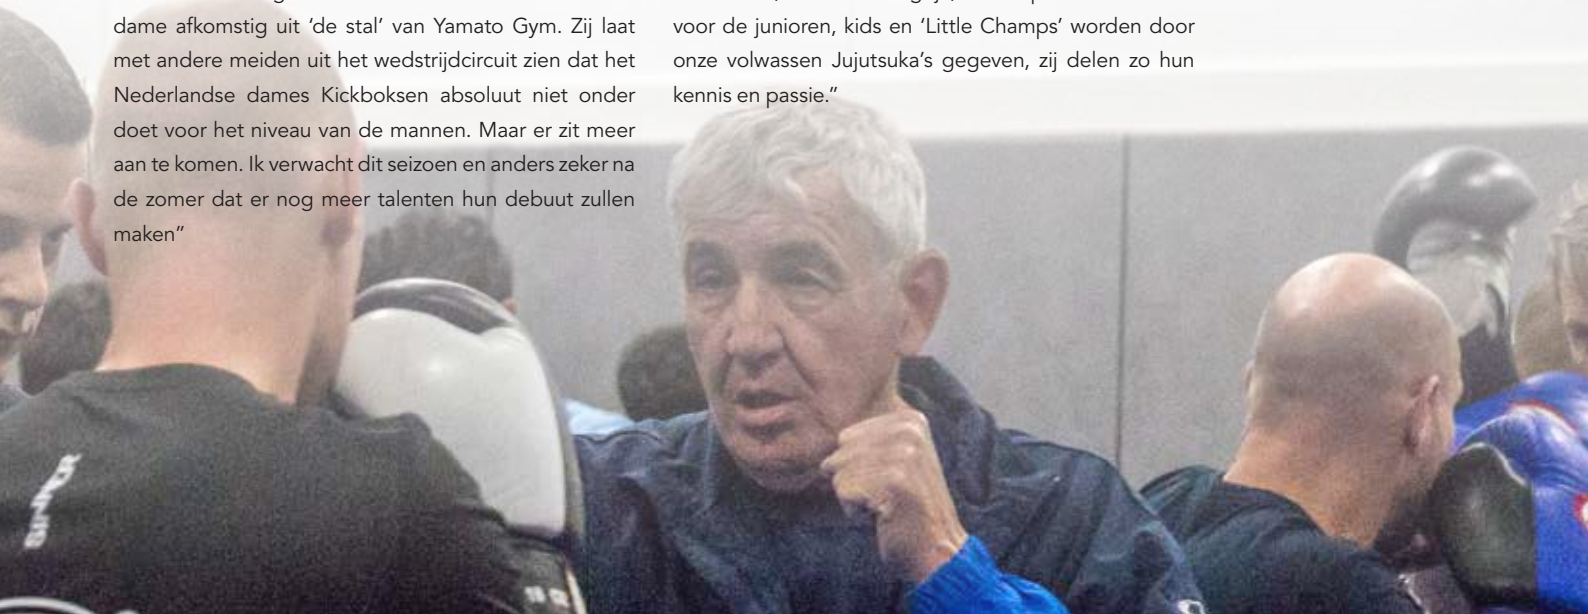 dame afkomstig uit ‘de stal’ van Yamato Gym. Zij laat
met andere meiden uit het wedstrijdcircuit zien dat het
Nederlandse dames Kickboksen absoluut niet onder
doet voor het niveau van de mannen. Maar er zit meer
aan te komen. Ik verwacht dit seizoen en anders zeker na
de zomer dat er nog meer talenten hun debuut zullen
maken”
voor de junioren, kids en ‘Little Champs’ worden door
onze volwassen Jujutsuka’s gegeven, zij delen zo hun
kennis en passie.”